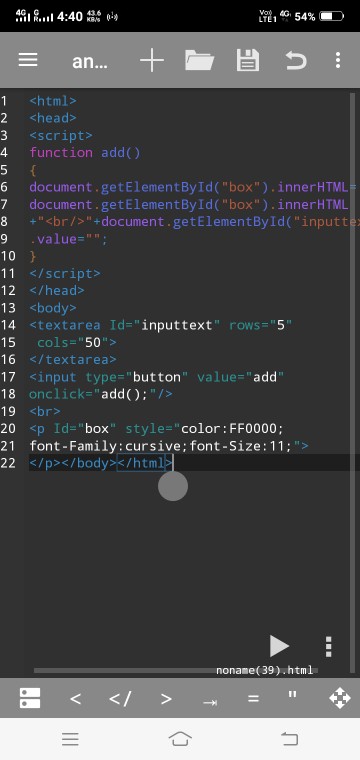 4G G 4:40 43.6 K/s Vo) LTE1 4G 54%
an...
1 <html>
2 <head>
3 <script>
4 function add()
5 {
6 document.getElementById("box").innerHTML=
7 document.getElementById("box").innerHTML
8 +"<br/>"+document.getElementById("inputte
9 .value="";
10 }
11 </script>
12 </head>
13 <body>
14 <textarea Id="inputtext" rows="5"
15 cols="50">
16 </textarea>
17 <input type="button" value="add"
18 onclick="add();"/>
19 <br>
20 <p Id="box" style="color:FF0000;
21 font-Family:cursive;font-Size:11;">
22 </p></body></html>
noname(39).html
< </ > = "